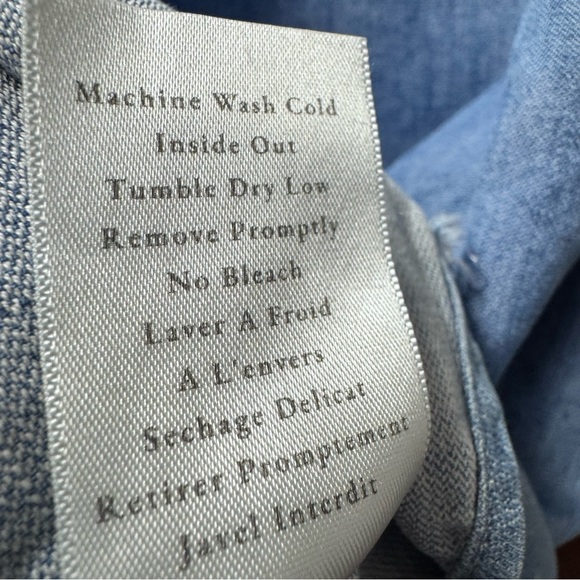 Machine Wash Cold
Inside Out
Tumble Dry Low
Remove Promptly
No Bleach
Laver A Froid
A L'envers
Sechage Delicat
Retirer Promptement
Javel Interdit